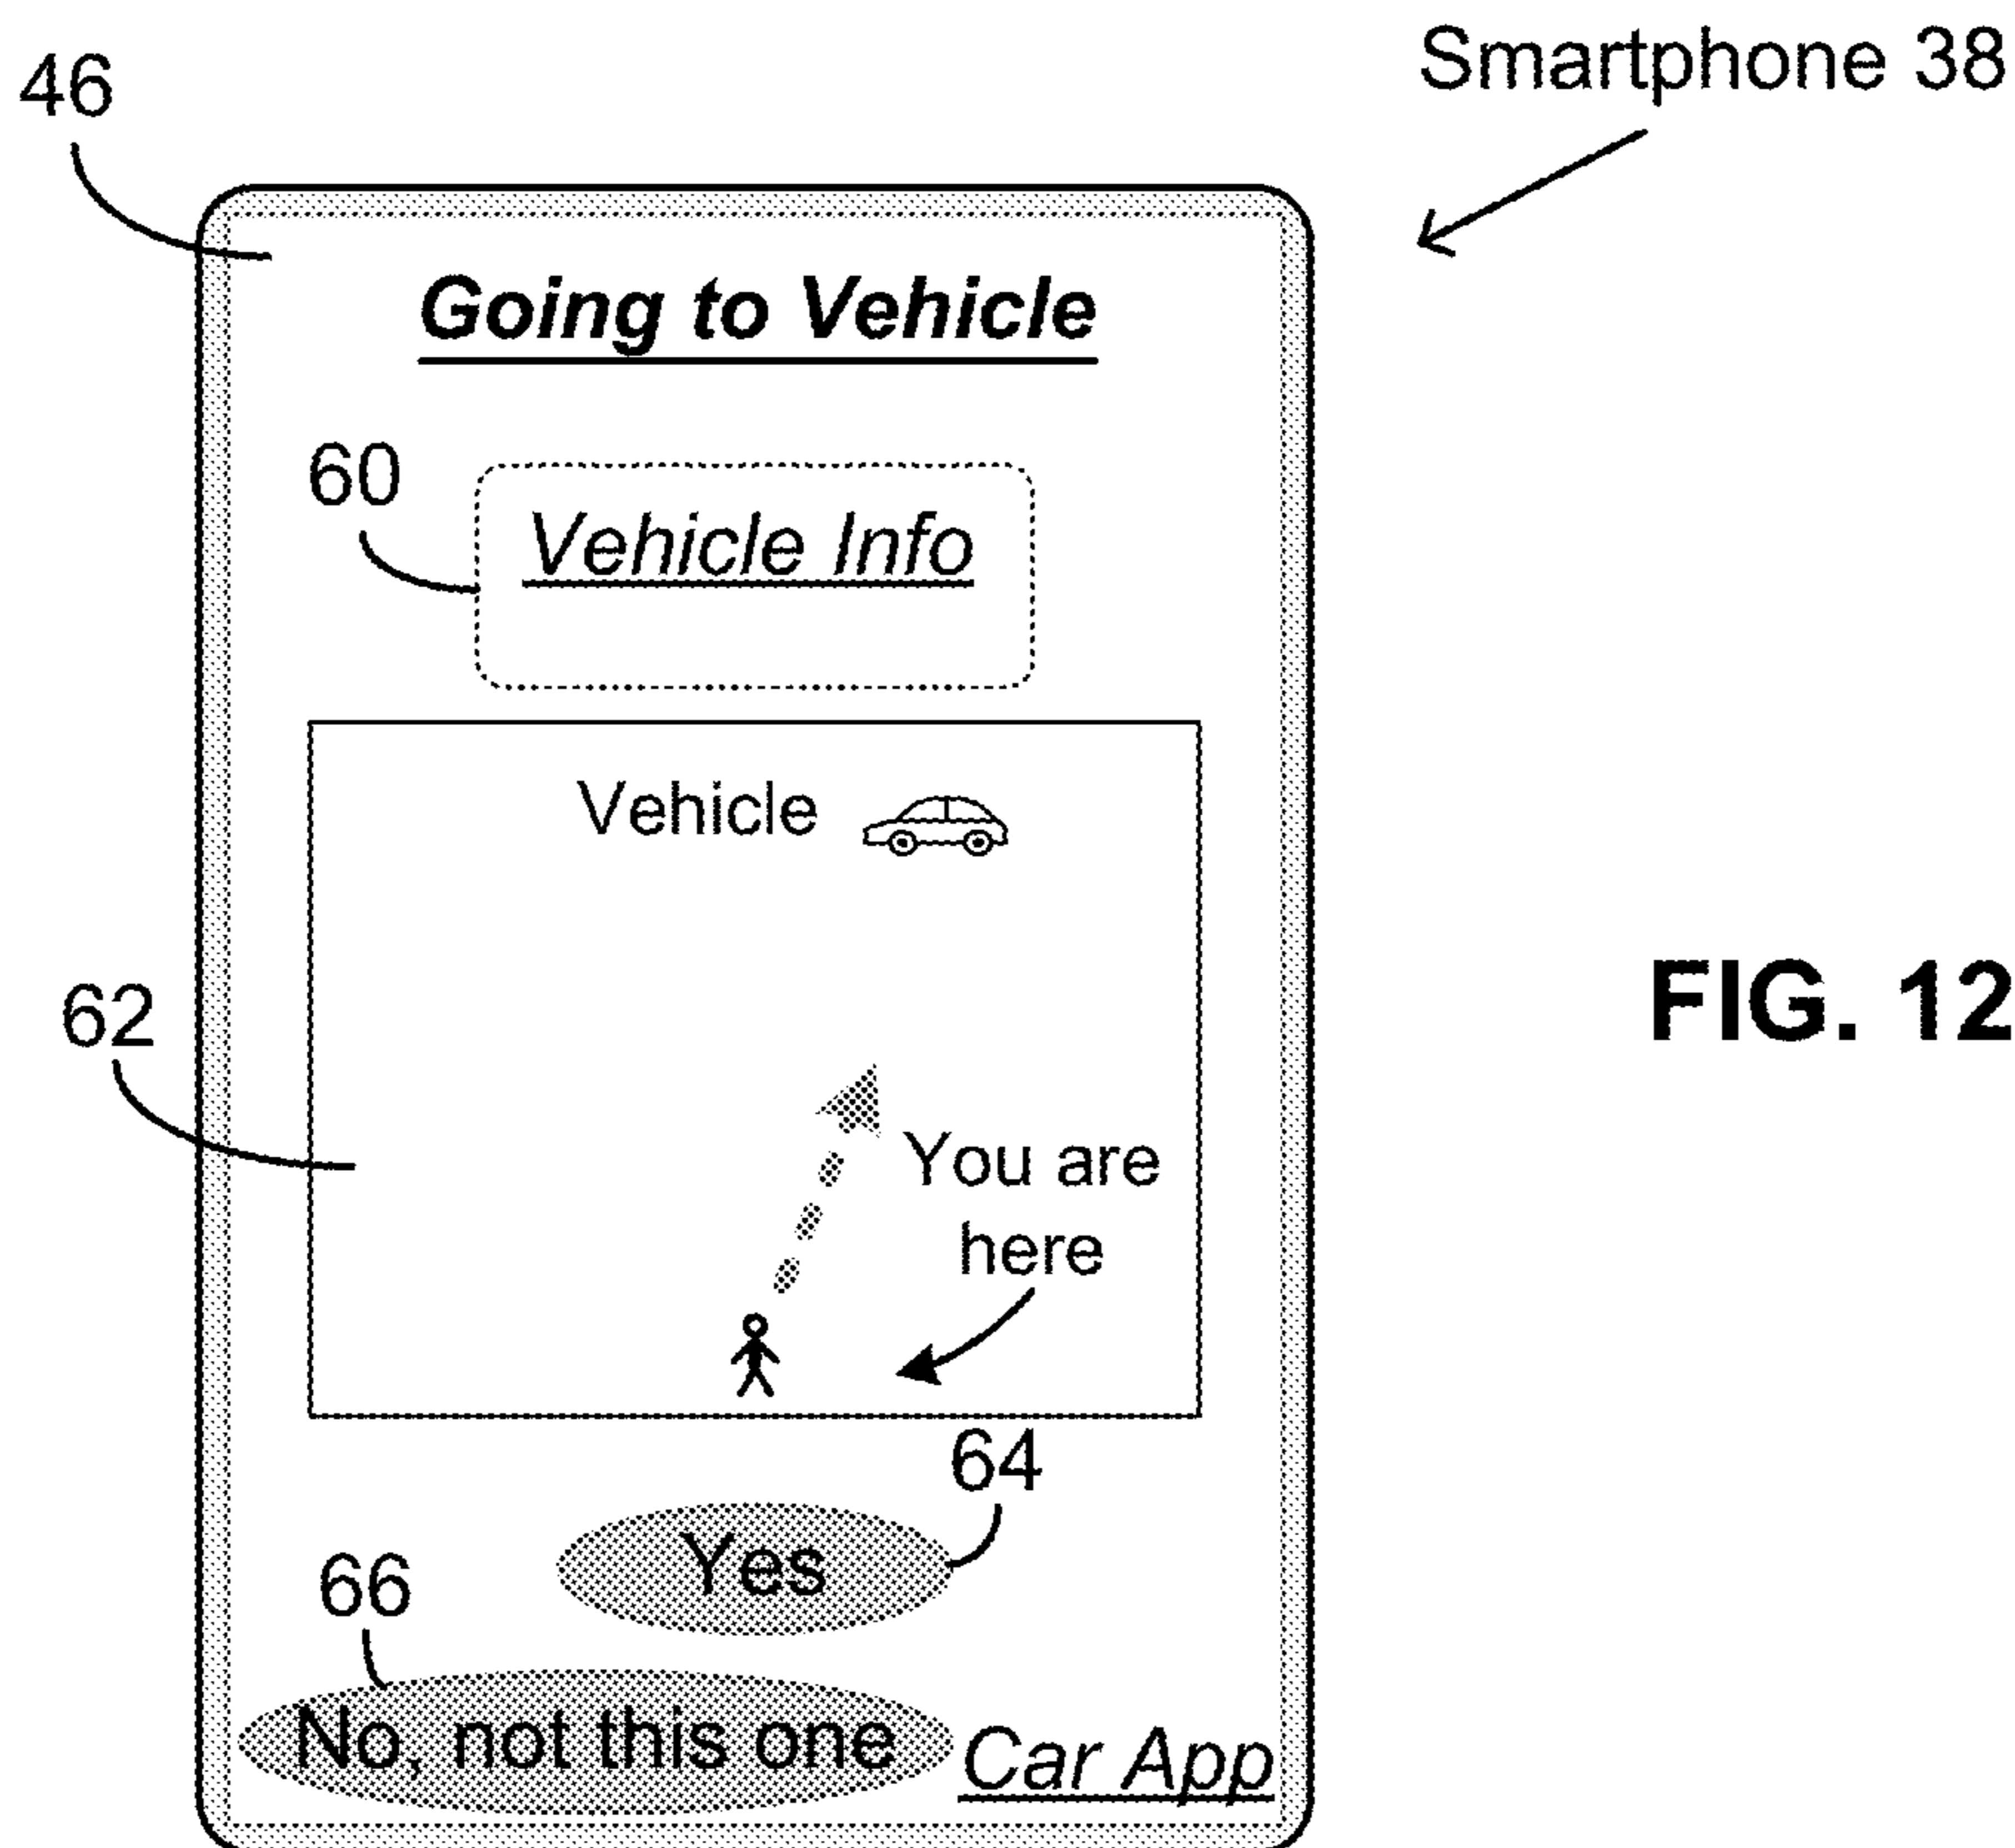 Smartphone 38
46
Going to Vehicle
60
Vehicle Info
Vehicle
62
FIG. 12
You are
here
64
Yes
66
No, not this one
Car App